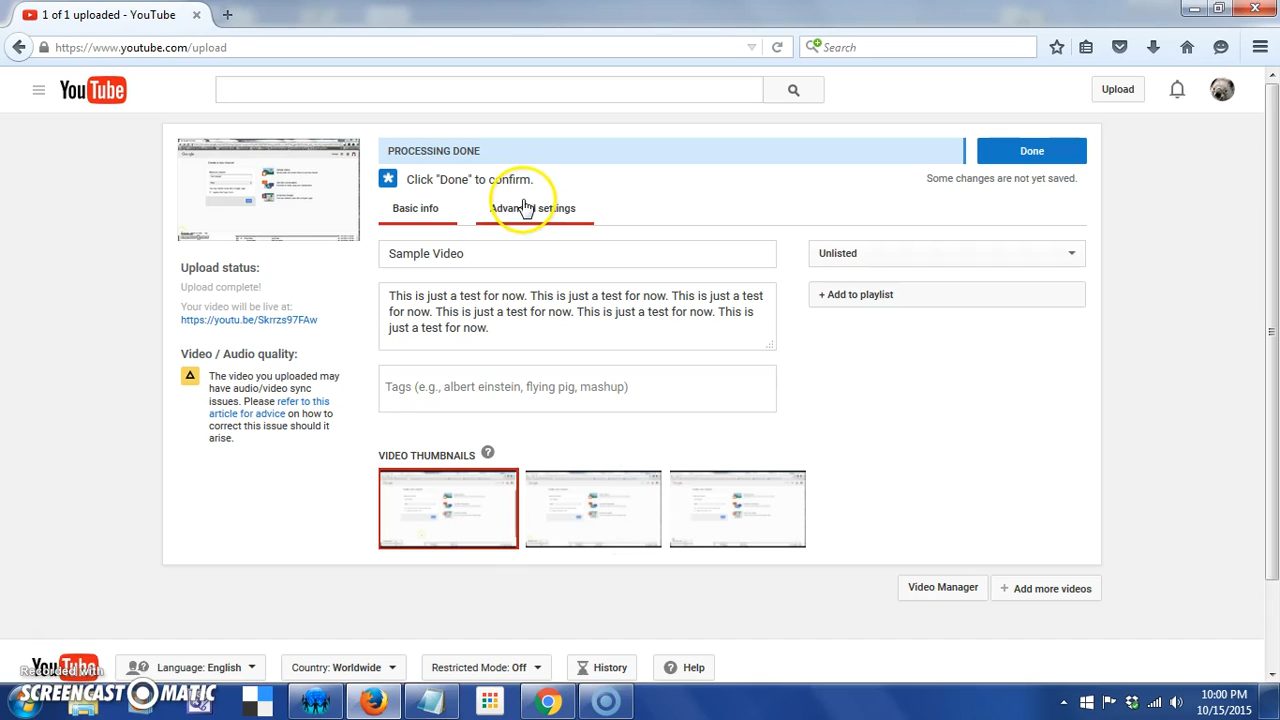 1 of 1 uploaded - YouTube
https://www.youtube.com/upload
Search
YouTube
Upload
PROCESSING DONE
Done
Click "Done" to confirm.
Some changes are not yet saved.
Basic info
Advanced settings
Sample Video
Unlisted
This is just a test for now. This is just a test for now. This is just a test
for now. This is just a test for now. This is just a test for now. This is
just a test for now.
+ Add to playlist
Upload status:
Upload complete!
Your video will be live at:
https://youtu.be/Skrrzs97FAw
Video / Audio quality:
The video you uploaded may
have audio/video sync
issues. Please refer to this
article for advice on how to
correct this issue should it
arise.
Tags (e.g., albert einstein, flying pig, mashup)
VIDEO THUMBNAILS ?
Video Manager
+ Add more videos
YouTube
Language: English
Country: Worldwide
Restricted Mode: Off
History
Help
Recorded with
SCREENCAST-O-MATIC
10:00 PM
10/15/2015